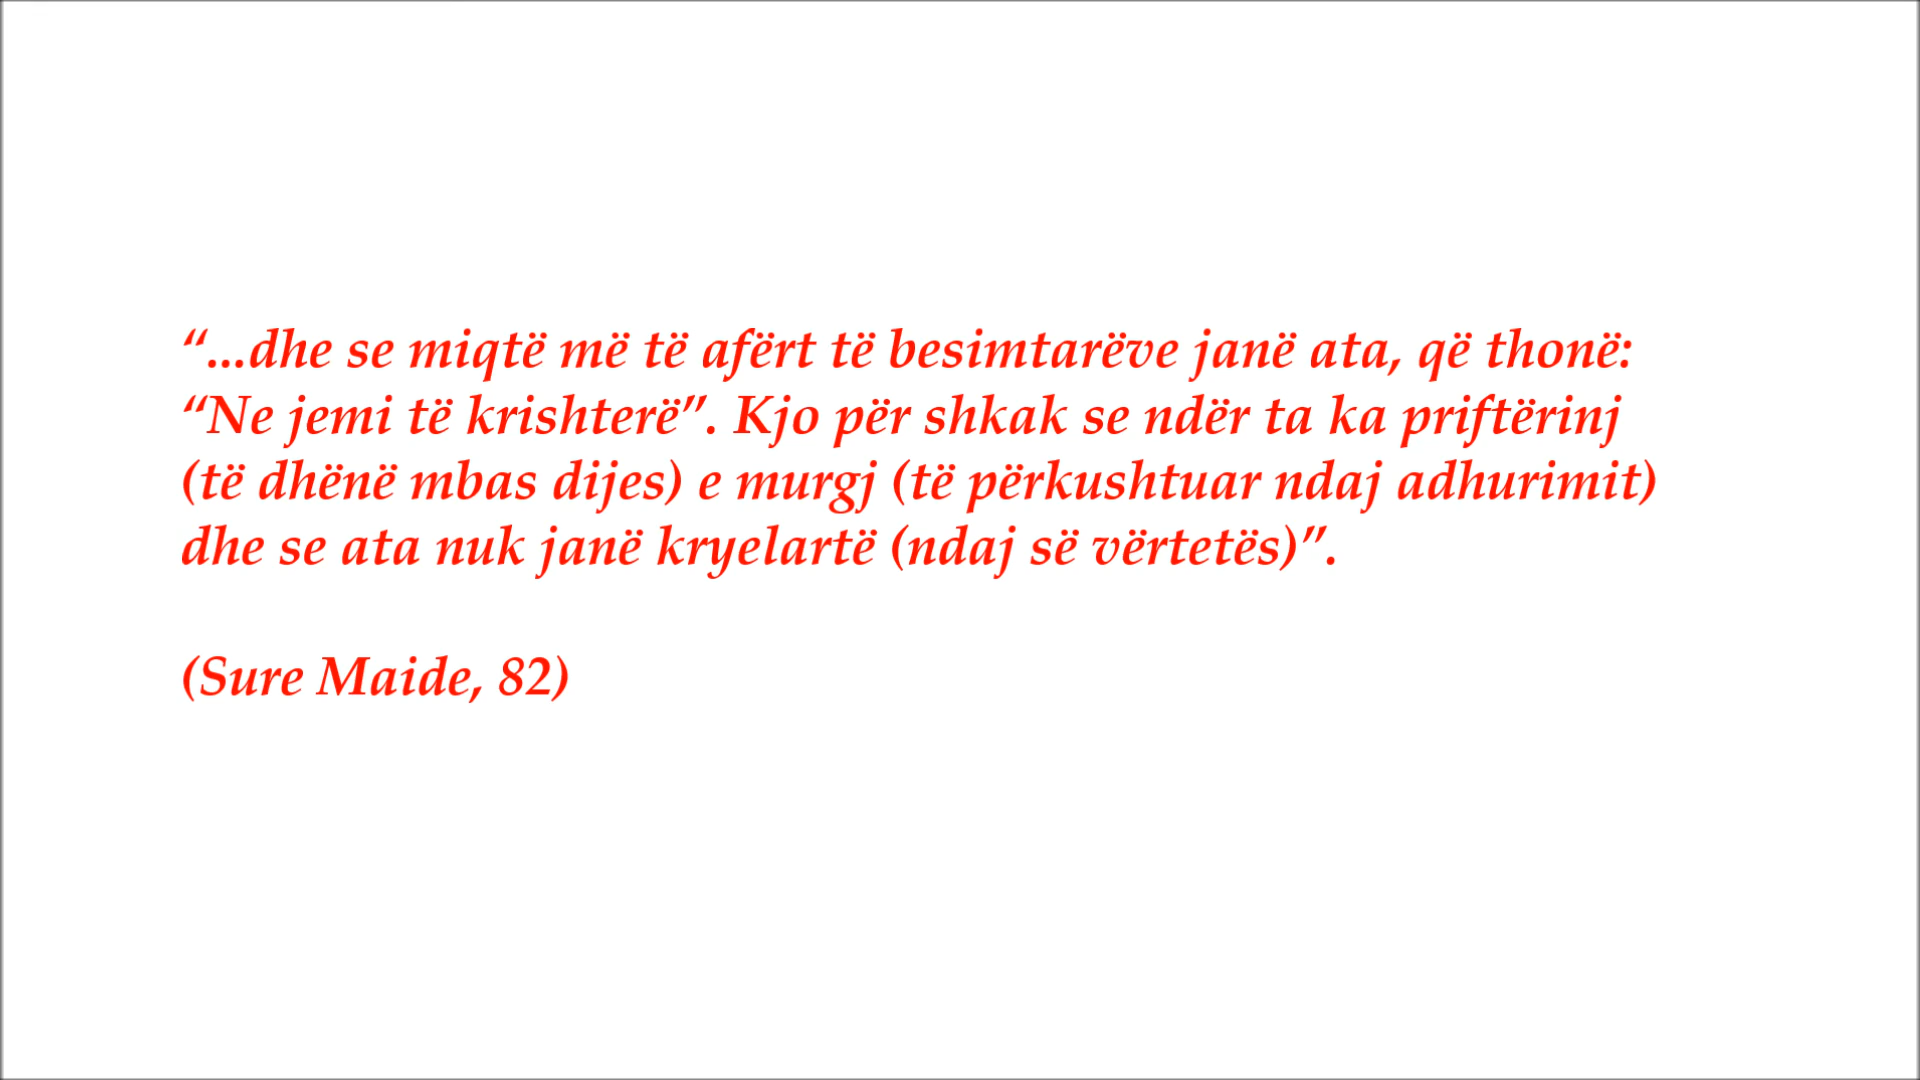 “...dhe se miqtë më të afërt të besimtarëve janë ata, që thonë:
“Ne jemi të krishterë”. Kjo për shkak se ndër ta ka priftërinj
(të dhënë mbas dijes) e murgj (të përkushtuar ndaj adhurimit)
dhe se ata nuk janë kryelartë (ndaj së vërtetës)”.
(Sure Maide, 82)